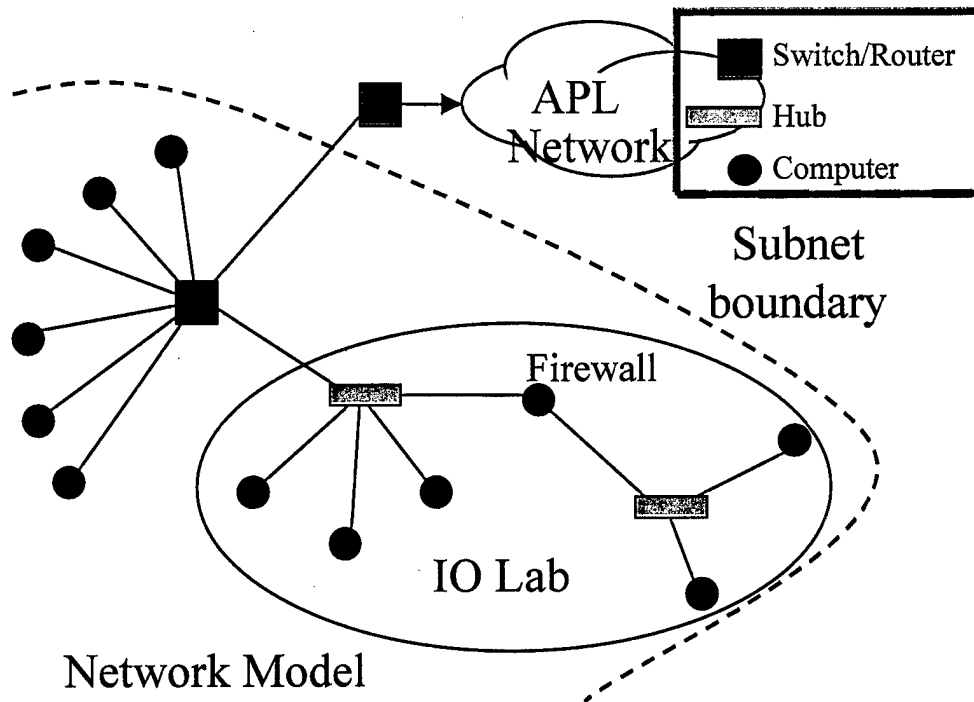 APL
Network
Switch/Router
Hub
Computer
Subnet
boundary
Firewall
IO Lab
Network Model